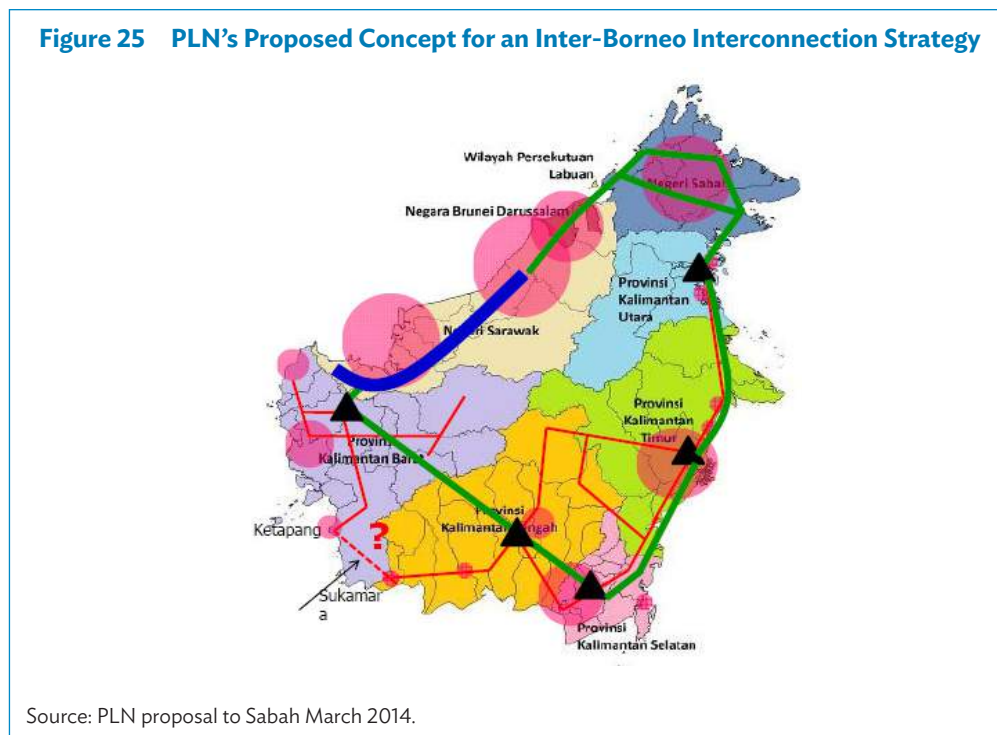 Figure 25 PLN's Proposed Concept for an Inter-Borneo Interconnection Strategy
Wilayah Persekutuan
Labuan
Negeri Sabah
Negara Brunei Darussalam
Provinsi
Kalimantan
Utara
Negeri Sarawak
Provinsi
Kalimantan
Timur
Provinsi
Kalimantan Barat
Provinsi
Kalimantan Tengah
Ketapang
?
Sukamar
a
Provinsi
Kalimantan Selatan
Source: PLN proposal to Sabah March 2014.